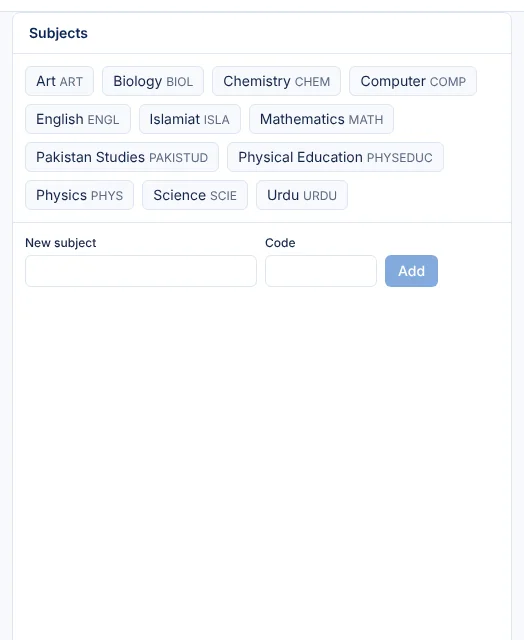 Subjects
Art ART Biology BIOL Chemistry CHEM Computer COMP
English ENGL Islamiat ISLA Mathematics MATH
Pakistan Studies PAKISTUD Physical Education PHYSEDUC
Physics PHYS Science SCIE Urdu URDU
New subject Code
Add